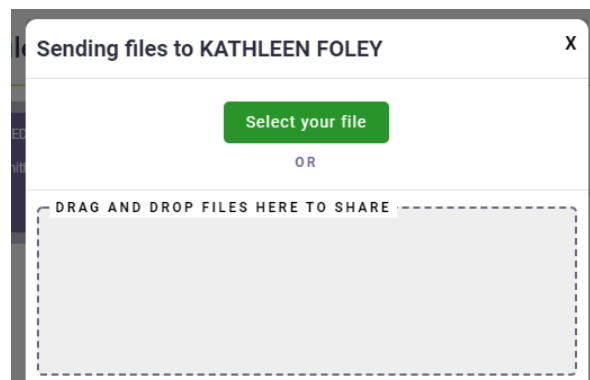 Sending files to KATHLEEN FOLEY
X
Select your file
OR
DRAG AND DROP FILES HERE TO SHARE